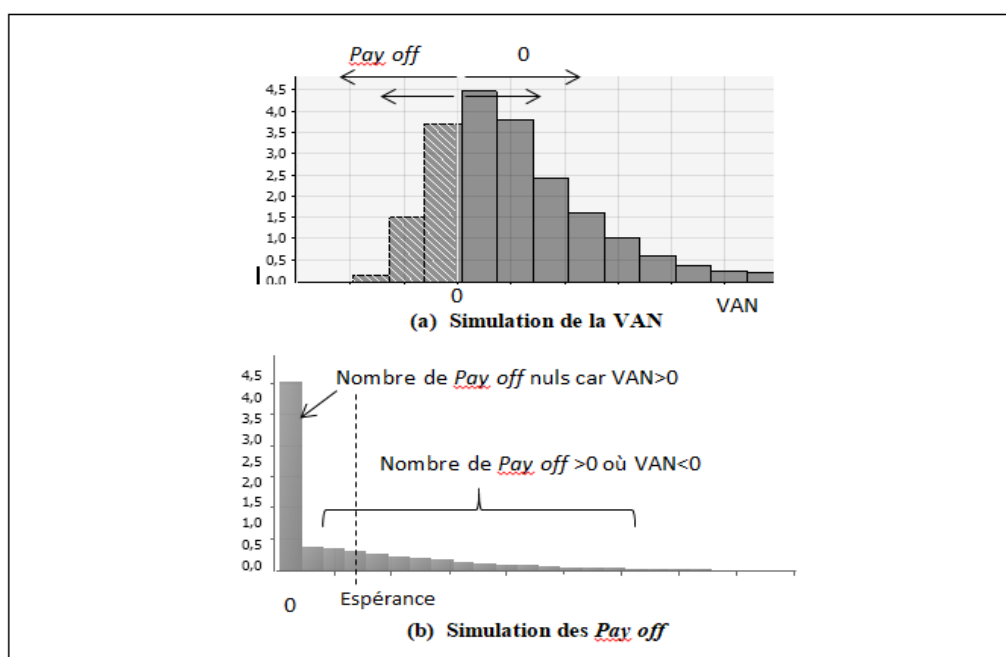 Pay off 0
4,5
4,0
3,5
3,0
2,5
2,0
1,5
1,0
0,5
0,0
0 VAN
(a) Simulation de la VAN
4,5
Nombre de Pay off nuls car VAN>0
4,0
3,5
3,0
2,5
Nombre de Pay off >0 où VAN<0
2,0
1,5
1,0
0,5
0,0
0 Espérance
(b) Simulation des Pay off